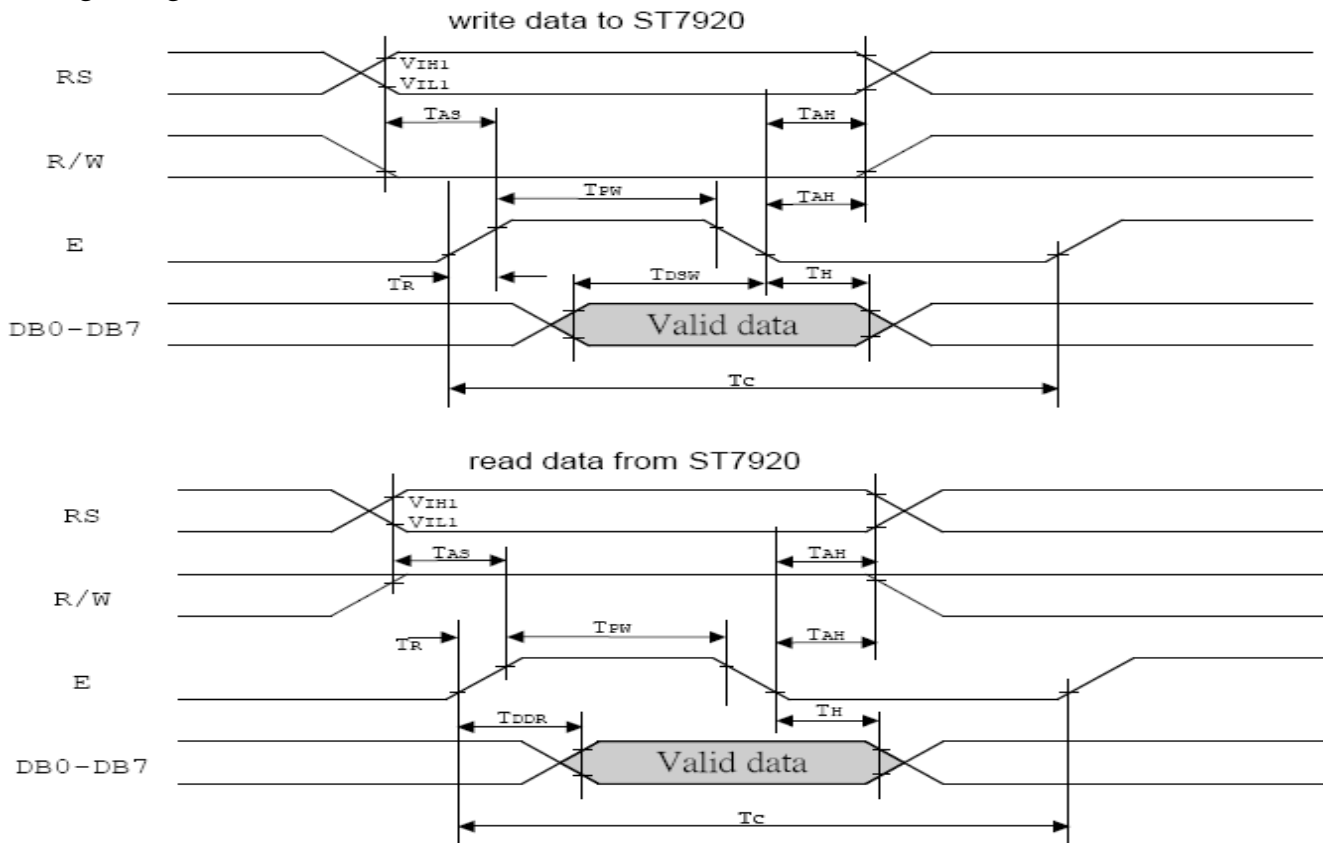 write data to ST7920
RS
VIH1
VIL1
TAS
TAH
R/W
TPW
TAH
E
TR
TDSW
TH
DB0-DB7
Valid data
TC
read data from ST7920
RS
VIH1
VIL1
TAS
TAH
R/W
TR
TPW
TAH
E
TDDR
TH
DB0-DB7
Valid data
TC